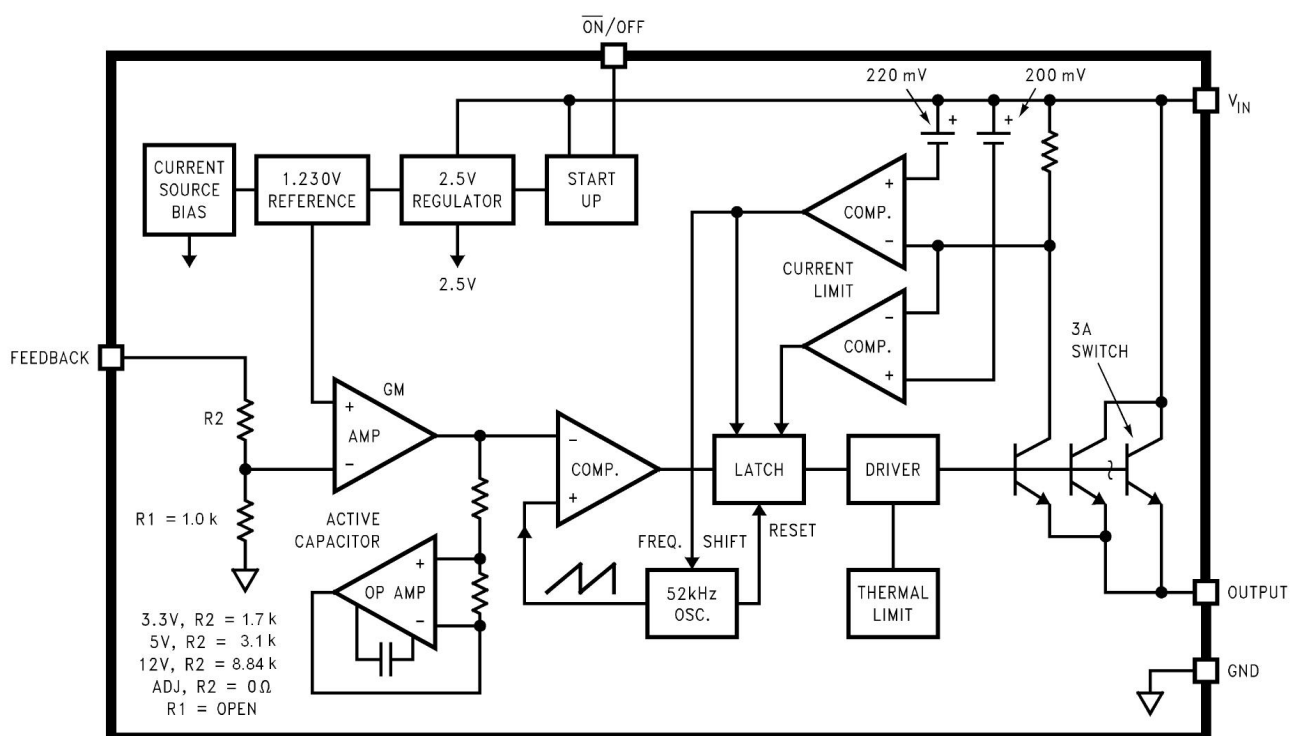 ON/OFF
220 mV
200 mV
V_IN
+
+
CURRENT
SOURCE
BIAS
1.230V
REFERENCE
2.5V
REGULATOR
START
UP
+
COMP.
−
2.5V
CURRENT
LIMIT
−
COMP.
+
3A
SWITCH
FEEDBACK
GM
+
AMP
−
R2
−
COMP.
+
LATCH
DRIVER
R1 = 1.0 k
ACTIVE
CAPACITOR
FREQ. SHIFT
RESET
+
OP AMP
−
52kHz
OSC.
THERMAL
LIMIT
OUTPUT
3.3V, R2 = 1.7 k
5V, R2 = 3.1 k
12V, R2 = 8.84 k
ADJ, R2 = 0Ω
R1 = OPEN
GND